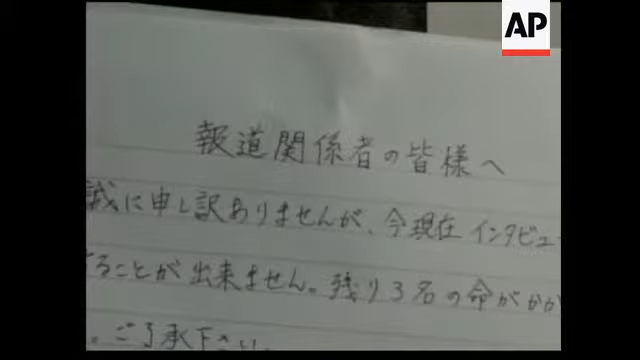 AP
報道関係者の皆様へ
誠に申し訳ありませんが、今現在 インタビュー
することが出来ません。残り3名の命がかか
。ご了承下さい。